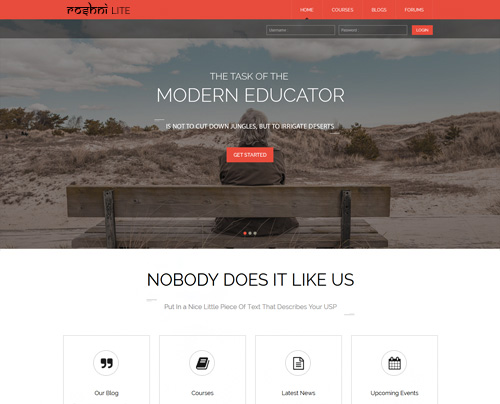 ROSHNI LITE
HOME COURSES BLOGS FORUMS
Username Password LOGIN
THE TASK OF THE
MODERN EDUCATOR
IS NOT TO CUT DOWN JUNGLES, BUT TO IRRIGATE DESERTS
GET STARTED
NOBODY DOES IT LIKE US
Put In a Nice Little Piece Of Text That Describes Your USP
Our Blog Courses Latest News Upcoming Events